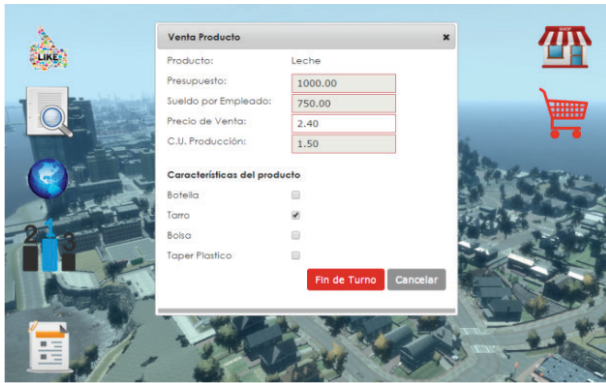 LIKE
SHOP
Venta Producto x
Producto: Leche
Presupuesto: 1000.00
Sueldo por Empleado: 750.00
Precio de Venta: 2.40
C.U. Producción: 1.50
Características del producto
Botella
Tarro
Bolsa
Taper Plastico
Fin de Turno Cancelar
2 1 3